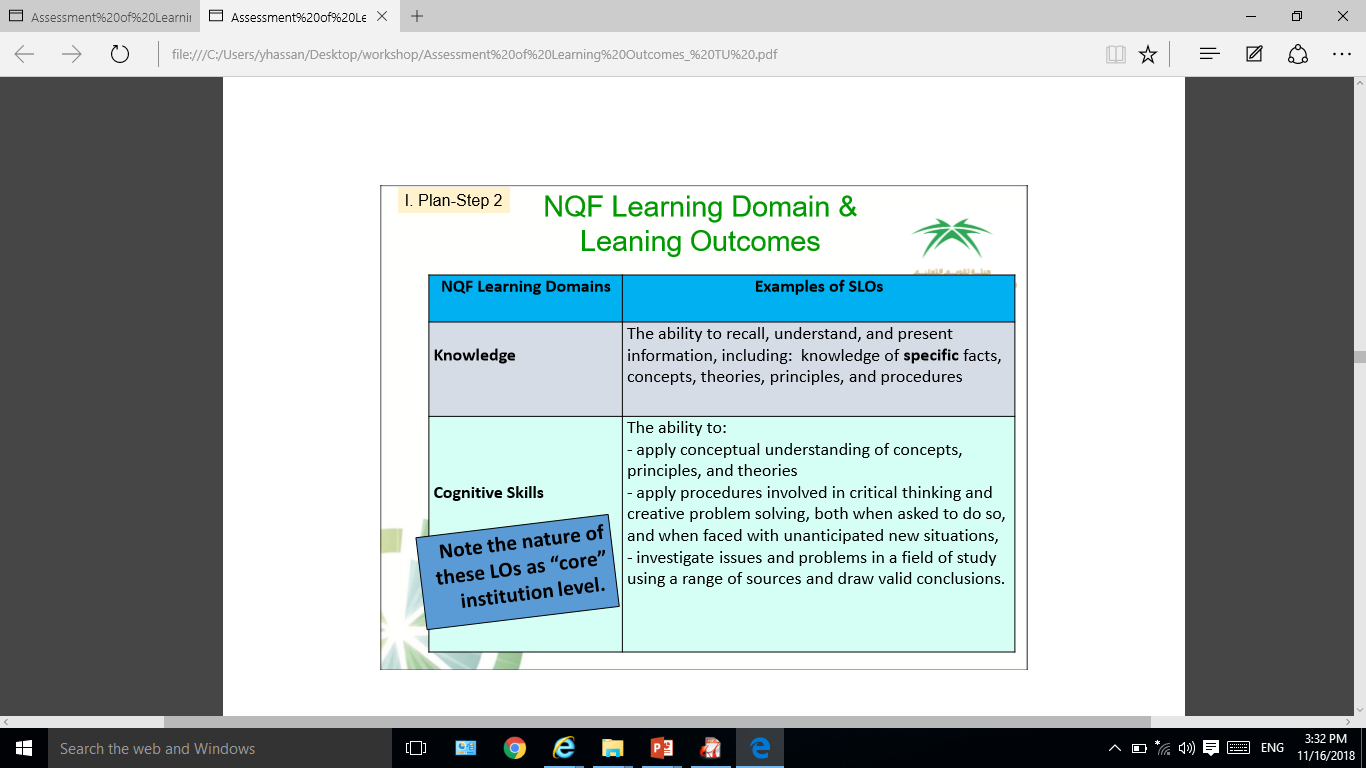 Assessment%20of%20Learni
Assessment%20of%20Le
file:///C:/Users/yhassan/Desktop/workshop/Assessment%20of%20Learning%20Outcomes_%20TU%20.pdf
I. Plan-Step 2
NQF Learning Domain &
Leaning Outcomes
NQF Learning Domains
Examples of SLOs
Knowledge
The ability to recall, understand, and present
information, including:  knowledge of specific facts,
concepts, theories, principles, and procedures
Cognitive Skills
The ability to:
- apply conceptual understanding of concepts,
principles, and theories
- apply procedures involved in critical thinking and
creative problem solving, both when asked to do so,
and when faced with unanticipated new situations,
- investigate issues and problems in a field of study
using a range of sources and draw valid conclusions.
Note the nature of
these LOs as “core”
institution level.
Search the web and Windows
ENG
3:32 PM
11/16/2018